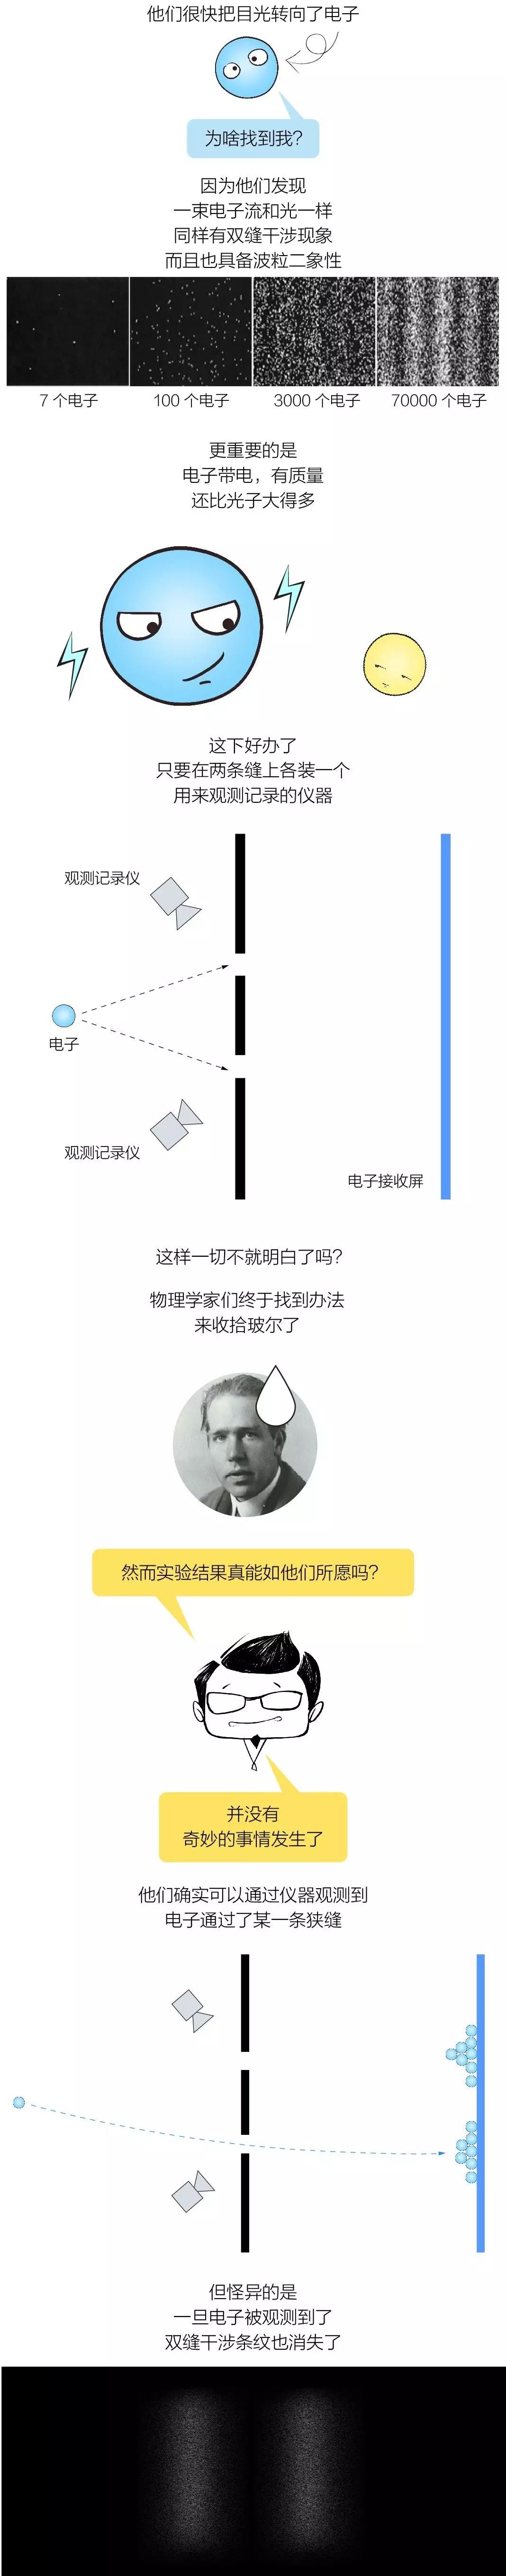 他们很快把目光转向了电子
为啥找到我?
因为他们发现
一束电子流和光一样
同样有双缝干涉现象
而且也具备波粒二象性
7 个电子
100 个电子
3000 个电子
70000 个电子
更重要的是
电子带电，有质量
还比光子大得多
这下好办了
只要在两条缝上各装一个
用来观测记录的仪器
观测记录仪
电子
观测记录仪
电子接收屏
这样一切不就明白了吗?
物理学家们终于找到办法
来收拾玻尔了
然而实验结果真能如他们所愿吗?
并没有
奇妙的事情发生了
他们确实可以通过仪器观测到
电子通过了某一条狭缝
但怪异的是
一旦电子被观测到了
双缝干涉条纹也消失了